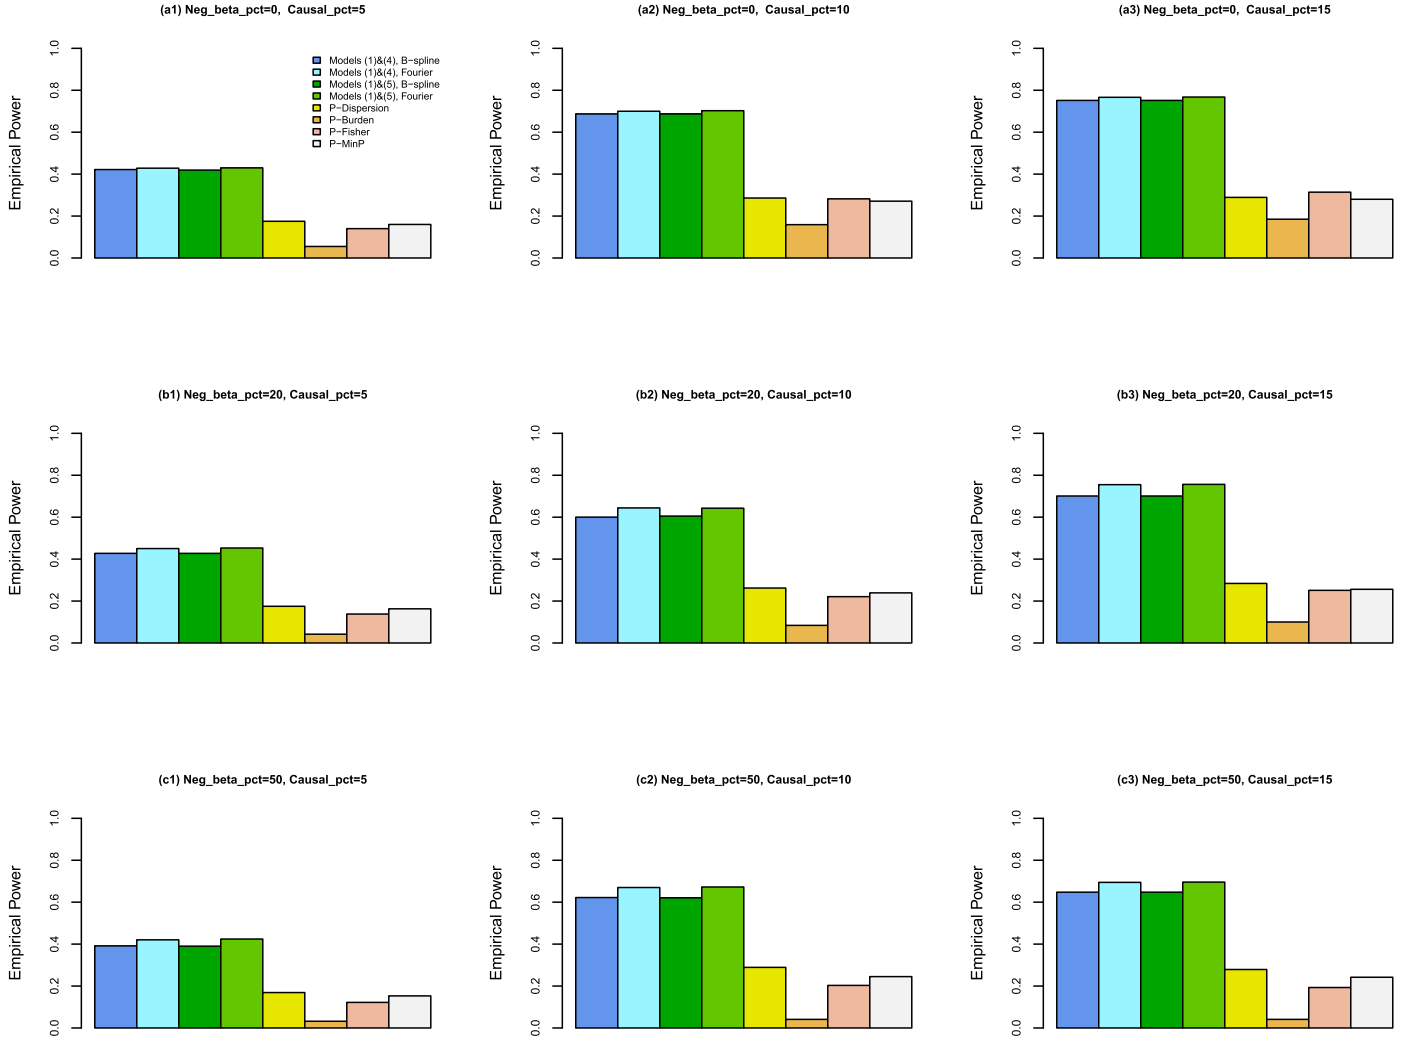 (a1) Neg_beta_pct=0,  Causal_pct=5
Empirical Power
0.0 0.2 0.4 0.6 0.8 1.0
Models (1)&(4), B−spline
Models (1)&(4), Fourier
Models (1)&(5), B−spline
Models (1)&(5), Fourier
P−Dispersion
P−Burden
P−Fisher
P−MinP
(a2) Neg_beta_pct=0,  Causal_pct=10
Empirical Power
0.0 0.2 0.4 0.6 0.8 1.0
(a3) Neg_beta_pct=0,  Causal_pct=15
Empirical Power
0.0 0.2 0.4 0.6 0.8 1.0
(b1) Neg_beta_pct=20, Causal_pct=5
Empirical Power
0.0 0.2 0.4 0.6 0.8 1.0
(b2) Neg_beta_pct=20, Causal_pct=10
Empirical Power
0.0 0.2 0.4 0.6 0.8 1.0
(b3) Neg_beta_pct=20, Causal_pct=15
Empirical Power
0.0 0.2 0.4 0.6 0.8 1.0
(c1) Neg_beta_pct=50, Causal_pct=5
Empirical Power
0.0 0.2 0.4 0.6 0.8 1.0
(c2) Neg_beta_pct=50, Causal_pct=10
Empirical Power
0.0 0.2 0.4 0.6 0.8 1.0
(c3) Neg_beta_pct=50, Causal_pct=15
Empirical Power
0.0 0.2 0.4 0.6 0.8 1.0